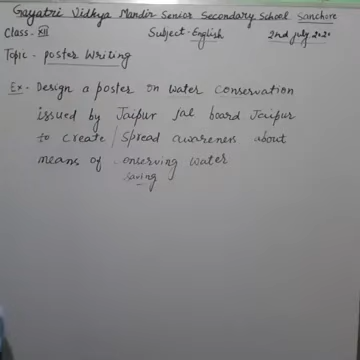 Gayatri Vidhya Mandir Senior Secondary School Sanchore
Class - XII Subject - English 2nd july 2020
Topic - poster Writing
Ex - Design a poster on water conservation
issued by Jaipur Jal board Jaipur
to create / Spread awareness about
means of conserving water
saving